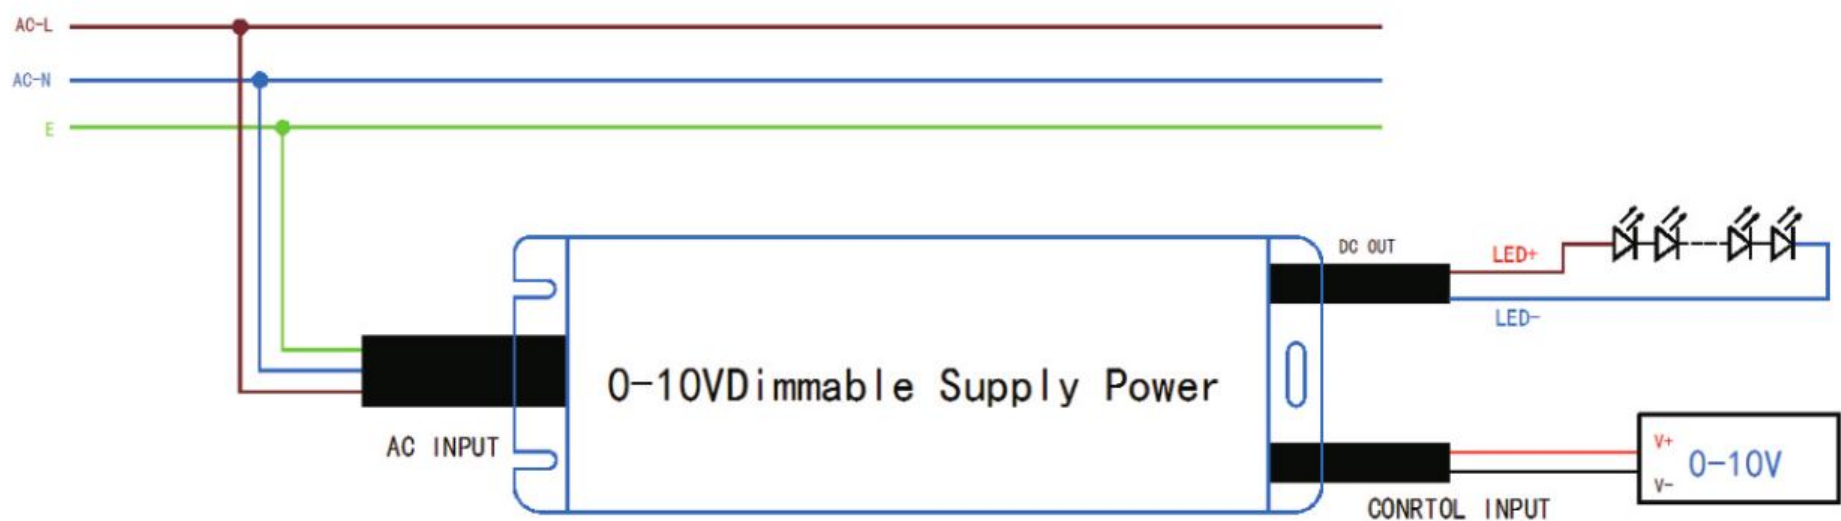 AC-L
AC-N
E
DC OUT
LED+
LED-
0-10VDimmable Supply Power
AC INPUT
V+
0-10V
V-
CONRTOL INPUT